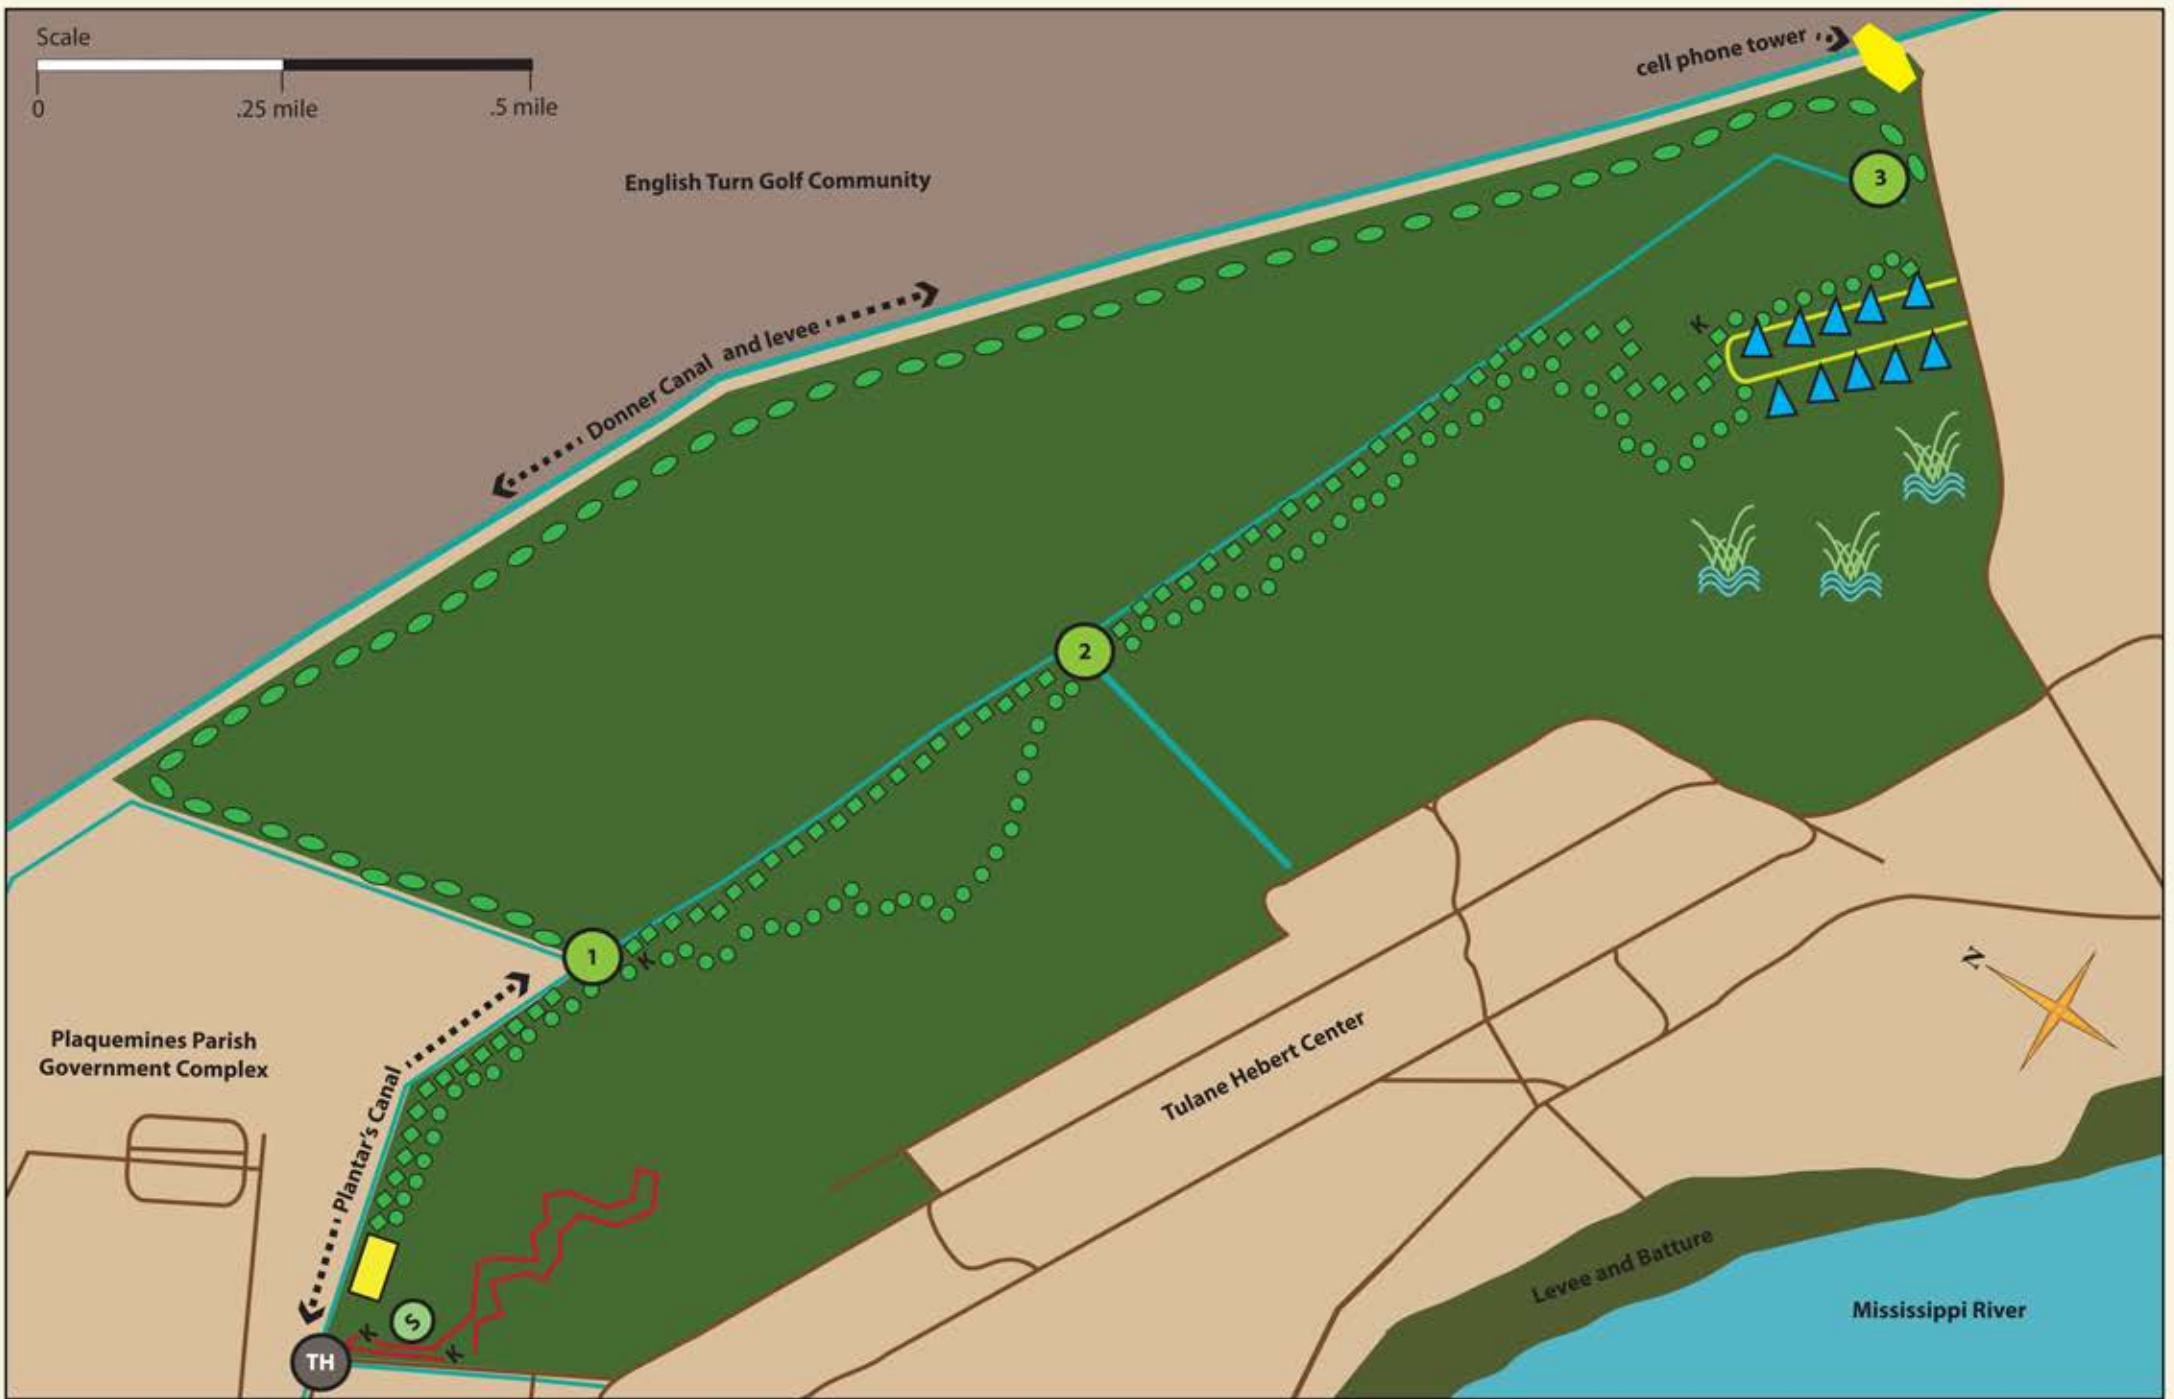 Scale
0 .25 mile .5 mile
cell phone tower
English Turn Golf Community
3
Donner Canal and levee
K
2
1
K
N
Plaquemines Parish
Government Complex
Plantar's Canal
Tulane Hebert Center
Levee and Batture
Mississippi River
S
K
K
TH